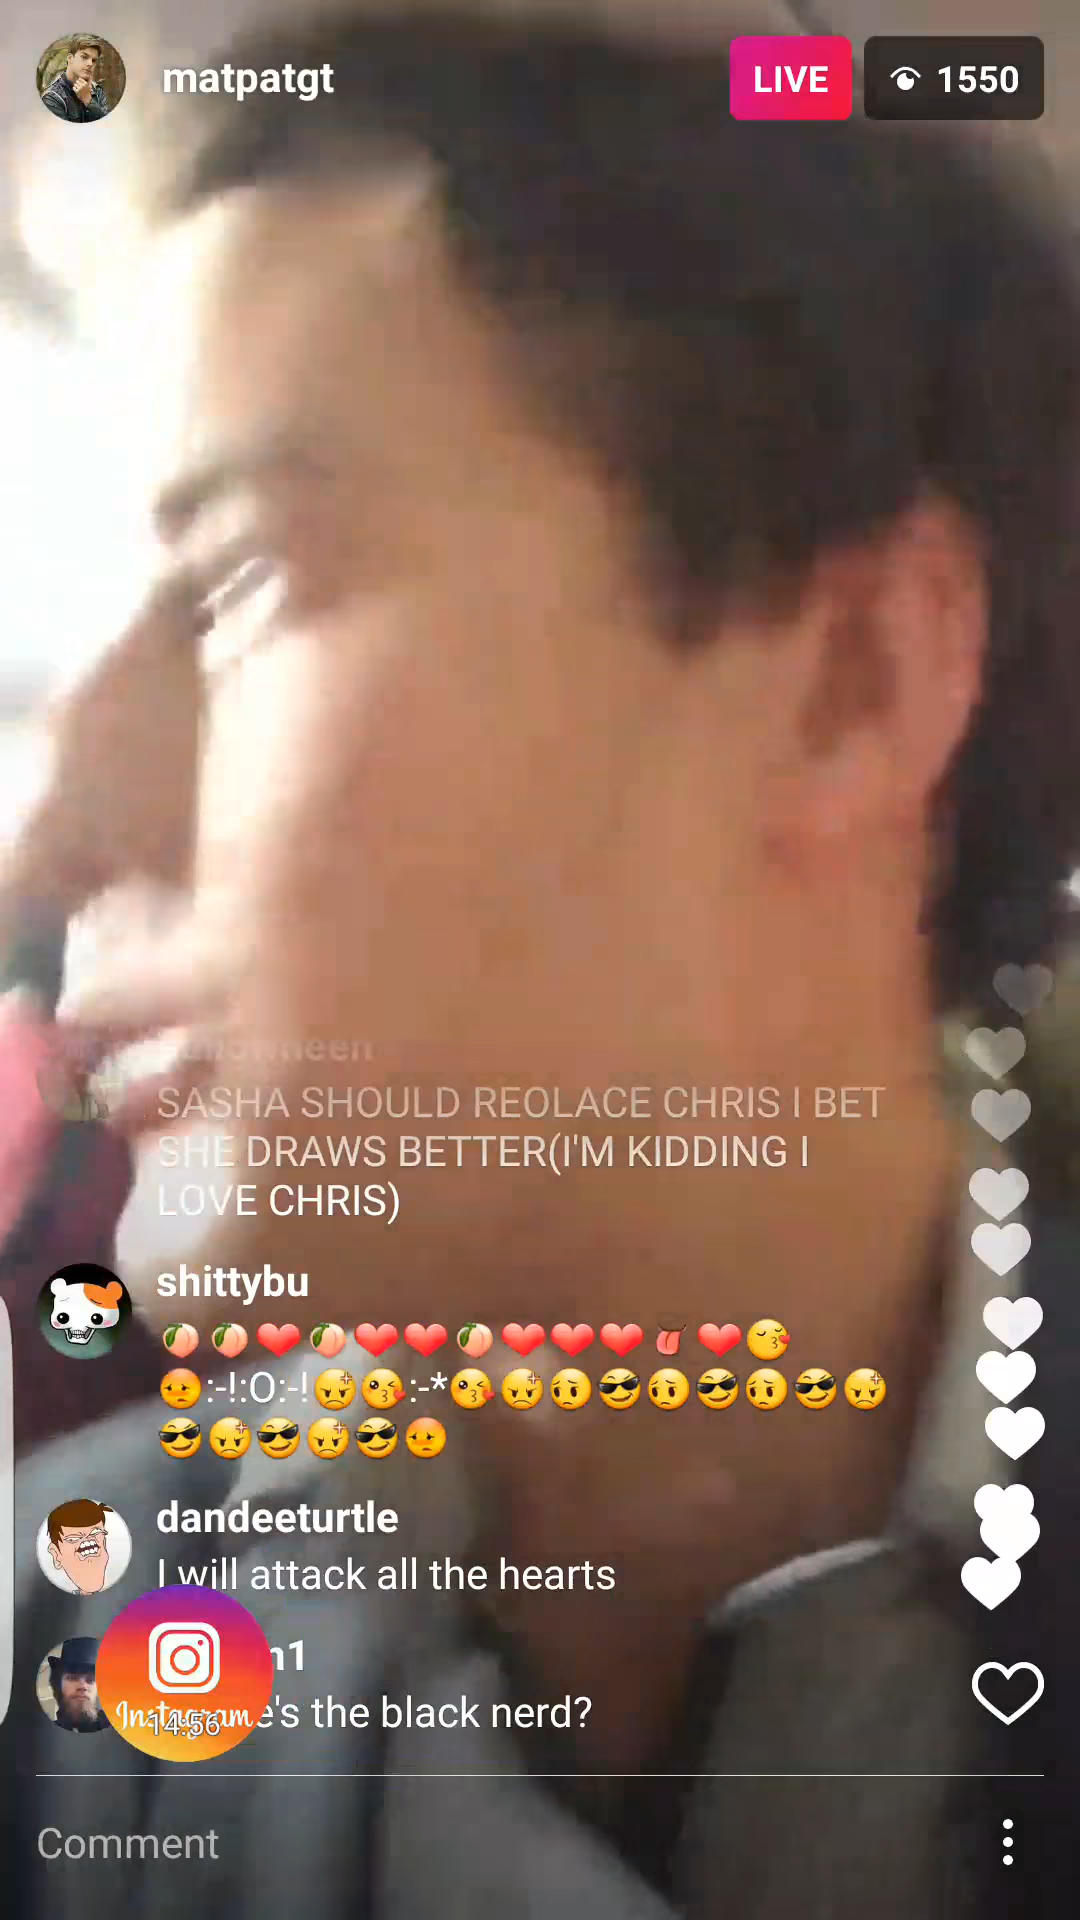 matpatgt
LIVE
1550
SASHA SHOULD REOLACE CHRIS I BET
SHE DRAWS BETTER(I'M KIDDING I
LOVE CHRIS)
shittybu
🍑🍑❤️🍑❤️❤️🍑❤️❤️❤️👅❤️😚
😳:-!:O:-!😡😘:-*😘😡😔😎😔😎😔😎😡
😎😡😎😡😎😳
dandeeturtle
I will attack all the hearts
n1
e's the black nerd?
Instagram
14:56
Comment